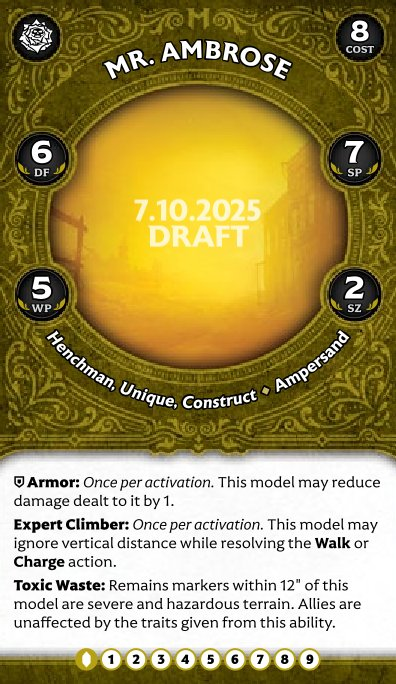 8
COST
MR. AMBROSE
6
DF
7
SP
7.10.2025
DRAFT
5
WP
2
SZ
Henchman, Unique, Construct ♦ Ampersand
Armor: Once per activation. This model may reduce
damage dealt to it by 1.
Expert Climber: Once per activation. This model may
ignore vertical distance while resolving the Walk or
Charge action.
Toxic Waste: Remains markers within 12" of this
model are severe and hazardous terrain. Allies are
unaffected by the traits given from this ability.
1 2 3 4 5 6 7 8 9